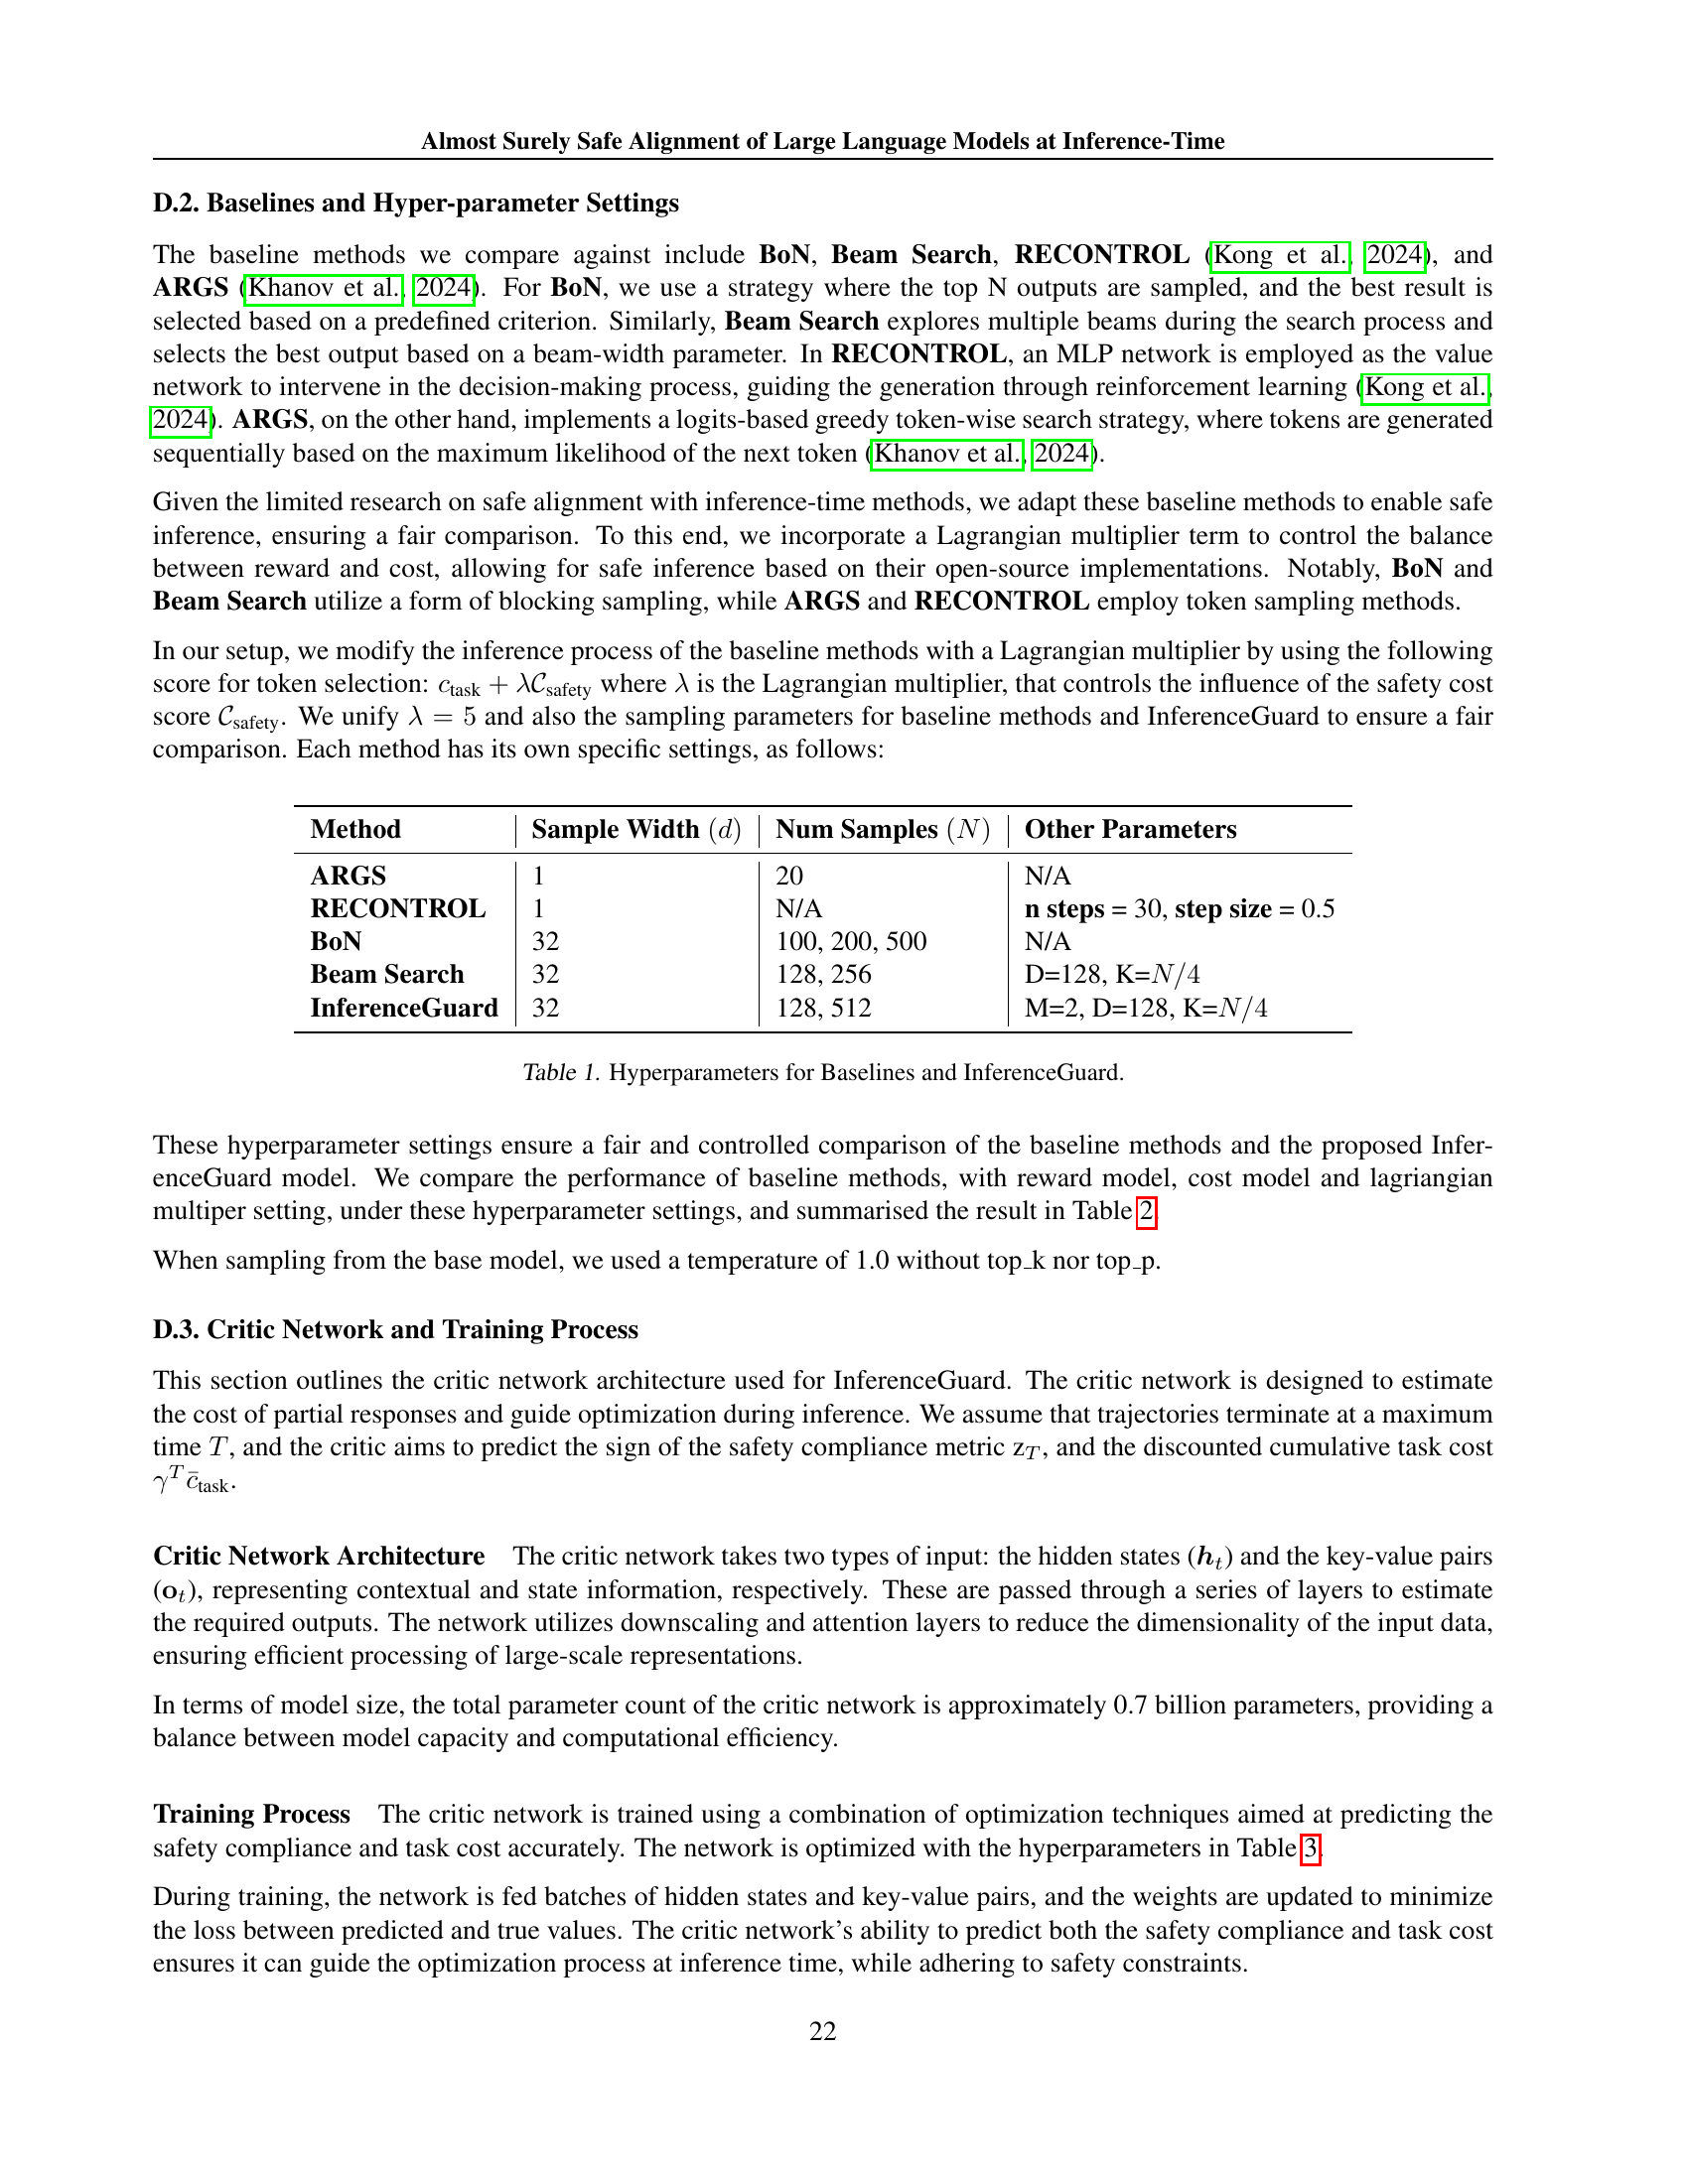 Almost Surely Safe Alignment of Large Language Models at Inference-Time
D.2. Baselines and Hyper-parameter Settings
The baseline methods we compare against include BoN, Beam Search, RECONTROL (Kong et al., 2024), and
ARGS (Khanov et al., 2024). For BoN, we use a strategy where the top N outputs are sampled, and the best result is
selected based on a predefined criterion. Similarly, Beam Search explores multiple beams during the search process and
selects the best output based on a beam-width parameter. In RECONTROL, an MLP network is employed as the value
network to intervene in the decision-making process, guiding the generation through reinforcement learning (Kong et al.,
2024). ARGS, on the other hand, implements a logits-based greedy token-wise search strategy, where tokens are generated
sequentially based on the maximum likelihood of the next token (Khanov et al., 2024).
Given the limited research on safe alignment with inference-time methods, we adapt these baseline methods to enable safe
inference, ensuring a fair comparison. To this end, we incorporate a Lagrangian multiplier term to control the balance
between reward and cost, allowing for safe inference based on their open-source implementations. Notably, BoN and
Beam Search utilize a form of blocking sampling, while ARGS and RECONTROL employ token sampling methods.
In our setup, we modify the inference process of the baseline methods with a Lagrangian multiplier by using the following
score for token selection: c_task + λC_safety where λ is the Lagrangian multiplier, that controls the influence of the safety cost
score C_safety. We unify λ = 5 and also the sampling parameters for baseline methods and InferenceGuard to ensure a fair
comparison. Each method has its own specific settings, as follows:
Method Sample Width (d) Num Samples (N) Other Parameters
ARGS 1 20 N/A
RECONTROL 1 N/A n steps = 30, step size = 0.5
BoN 32 100, 200, 500 N/A
Beam Search 32 128, 256 D=128, K=N/4
InferenceGuard 32 128, 512 M=2, D=128, K=N/4
Table 1. Hyperparameters for Baselines and InferenceGuard.
These hyperparameter settings ensure a fair and controlled comparison of the baseline methods and the proposed Infer-
enceGuard model. We compare the performance of baseline methods, with reward model, cost model and lagriangian
multiper setting, under these hyperparameter settings, and summarised the result in Table 2.
When sampling from the base model, we used a temperature of 1.0 without top_k nor top_p.
D.3. Critic Network and Training Process
This section outlines the critic network architecture used for InferenceGuard. The critic network is designed to estimate
the cost of partial responses and guide optimization during inference. We assume that trajectories terminate at a maximum
time T, and the critic aims to predict the sign of the safety compliance metric z_T, and the discounted cumulative task cost
γ^T c̄_task.
Critic Network Architecture The critic network takes two types of input: the hidden states (h_t) and the key-value pairs
(o_t), representing contextual and state information, respectively. These are passed through a series of layers to estimate
the required outputs. The network utilizes downscaling and attention layers to reduce the dimensionality of the input data,
ensuring efficient processing of large-scale representations.
In terms of model size, the total parameter count of the critic network is approximately 0.7 billion parameters, providing a
balance between model capacity and computational efficiency.
Training Process The critic network is trained using a combination of optimization techniques aimed at predicting the
safety compliance and task cost accurately. The network is optimized with the hyperparameters in Table 3.
During training, the network is fed batches of hidden states and key-value pairs, and the weights are updated to minimize
the loss between predicted and true values. The critic network's ability to predict both the safety compliance and task cost
ensures it can guide the optimization process at inference time, while adhering to safety constraints.
22